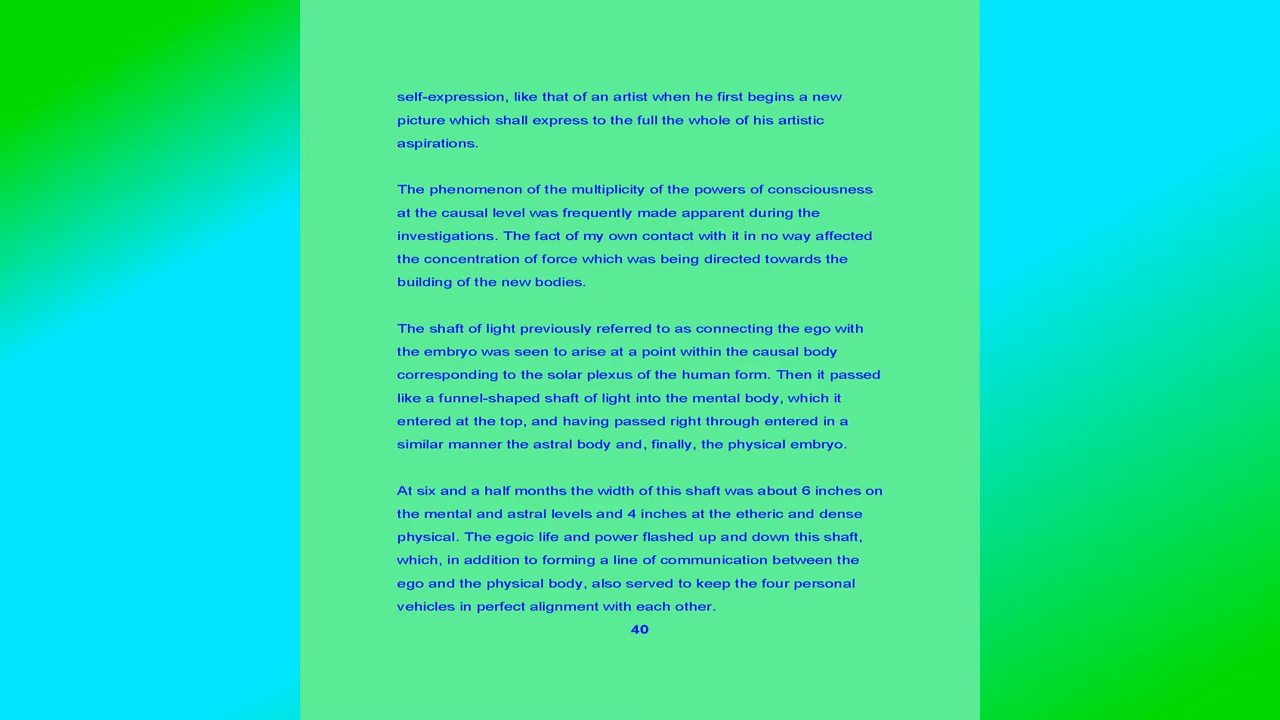 self-expression, like that of an artist when he first begins a new
picture which shall express to the full the whole of his artistic
aspirations.
The phenomenon of the multiplicity of the powers of consciousness
at the causal level was frequently made apparent during the
investigations. The fact of my own contact with it in no way affected
the concentration of force which was being directed towards the
building of the new bodies.
The shaft of light previously referred to as connecting the ego with
the embryo was seen to arise at a point within the causal body
corresponding to the solar plexus of the human form. Then it passed
like a funnel-shaped shaft of light into the mental body, which it
entered at the top, and having passed right through entered in a
similar manner the astral body and, finally, the physical embryo.
At six and a half months the width of this shaft was about 6 inches on
the mental and astral levels and 4 inches at the etheric and dense
physical. The egoic life and power flashed up and down this shaft,
which, in addition to forming a line of communication between the
ego and the physical body, also served to keep the four personal
vehicles in perfect alignment with each other.
40